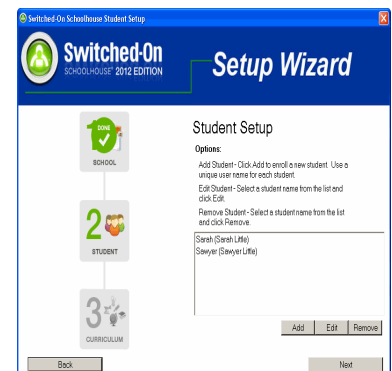 Switched-On Schoolhouse Student Setup
Switched-On
SCHOOLHOUSE® 2012 EDITION
Setup Wizard
DONE
SCHOOL
2
STUDENT
3
CURRICULUM
Student Setup
Options:
Add Student - Click Add to enroll a new student. Use a
unique user name for each student.
Edit Student - Select a student name from the list and
click Edit.
Remove Student - Select a student name from the list
and click Remove.
Sarah (Sarah Little)
Sawyer (Sawyer Little)
Add Edit Remove
Back Next